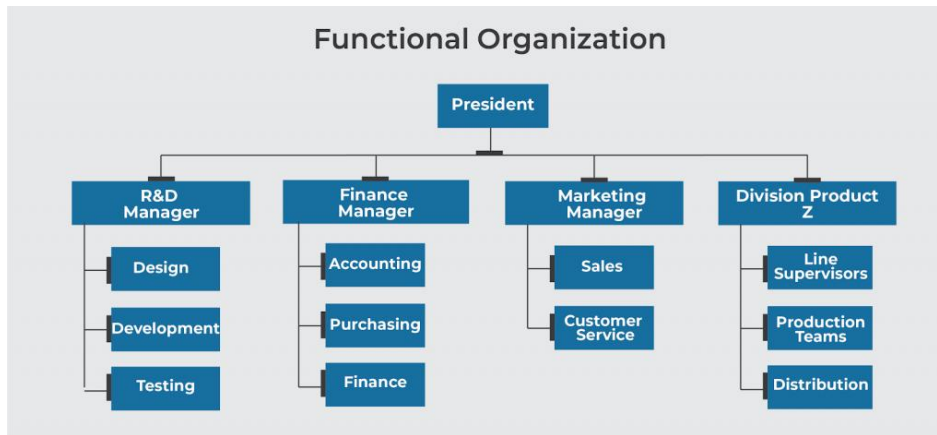 Functional Organization
President
R&D
Manager
Finance
Manager
Marketing
Manager
Division Product
Z
Design
Development
Testing
Accounting
Purchasing
Finance
Sales
Customer
Service
Line
Supervisors
Production
Teams
Distribution